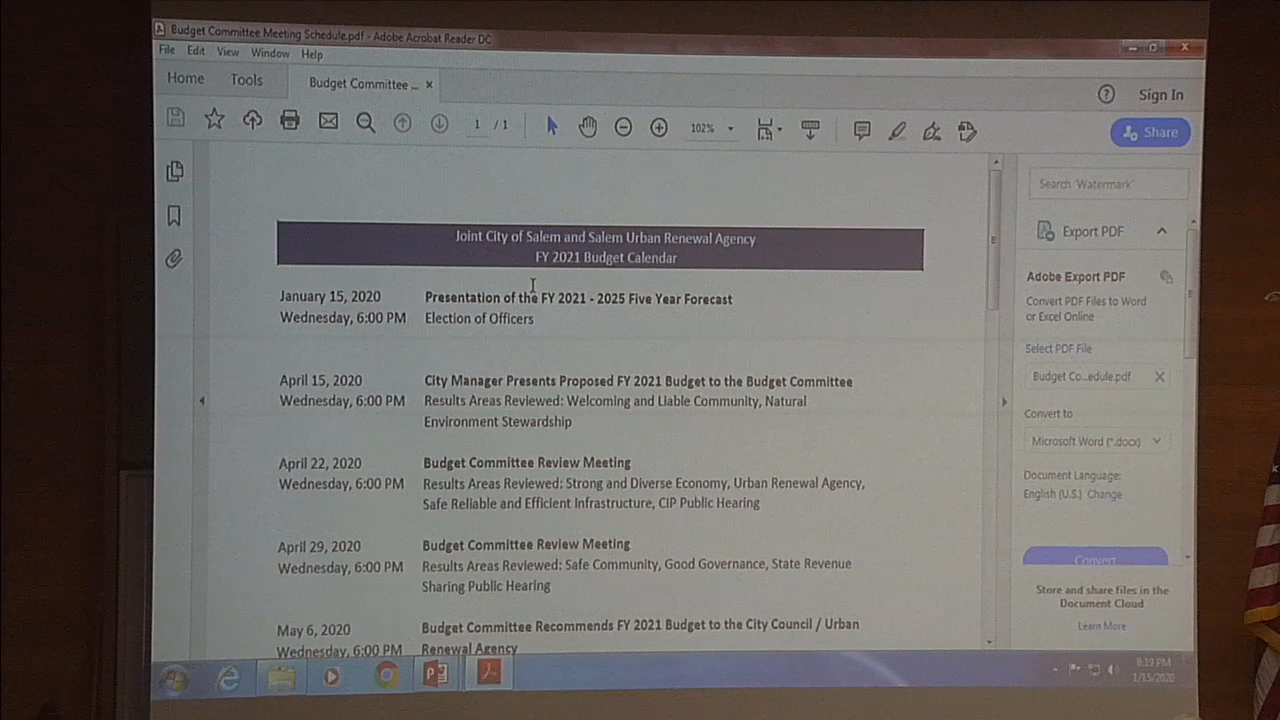 Budget Committee Meeting Schedule.pdf - Adobe Acrobat Reader DC
File Edit View Window Help
Home Tools Budget Committee ... ×
? Sign In
1 / 1 102% Share
Search 'Watermark'
Joint City of Salem and Salem Urban Renewal Agency
FY 2021 Budget Calendar
January 15, 2020 Presentation of the FY 2021 - 2025 Five Year Forecast
Wednesday, 6:00 PM Election of Officers
April 15, 2020 City Manager Presents Proposed FY 2021 Budget to the Budget Committee
Wednesday, 6:00 PM Results Areas Reviewed: Welcoming and Liable Community, Natural
Environment Stewardship
April 22, 2020 Budget Committee Review Meeting
Wednesday, 6:00 PM Results Areas Reviewed: Strong and Diverse Economy, Urban Renewal Agency,
Safe Reliable and Efficient Infrastructure, CIP Public Hearing
April 29, 2020 Budget Committee Review Meeting
Wednesday, 6:00 PM Results Areas Reviewed: Safe Community, Good Governance, State Revenue
Sharing Public Hearing
May 6, 2020 Budget Committee Recommends FY 2021 Budget to the City Council / Urban
Wednesday, 6:00 PM Renewal Agency
Export PDF
Adobe Export PDF
Convert PDF Files to Word
or Excel Online
Select PDF File
Budget Co...edule.pdf ×
Convert to
Microsoft Word (*.docx)
Document Language:
English (U.S.) Change
Convert
Store and share files in the
Document Cloud
Learn More
:19 PM
1/15/2020